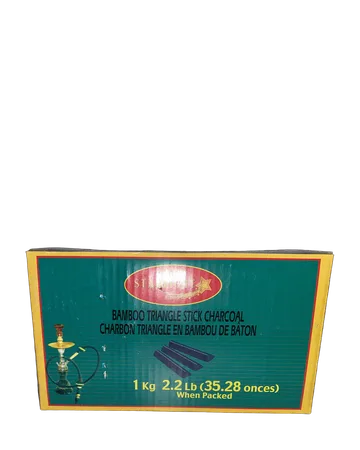 BAMBOO TRIANGLE STICK CHARCOAL
CHARBON TRIANGLE EN BAMBOU DE BATON
1 Kg 2.2 Lb (35.28 onces)
When Packed